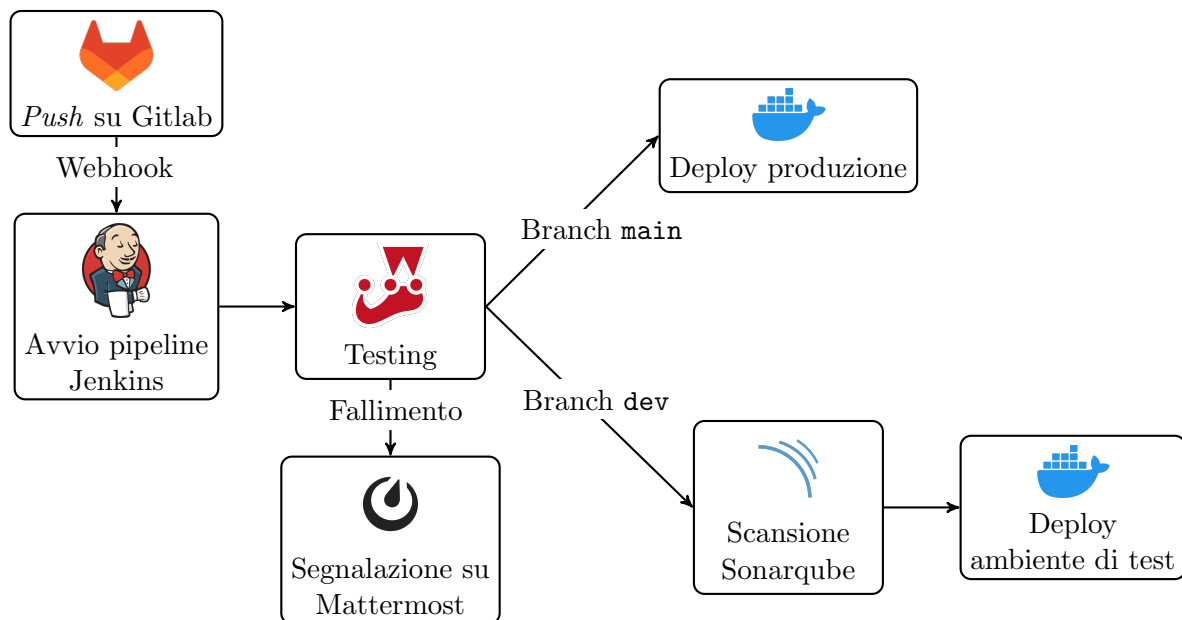 Push su Gitlab
Webhook
Avvio pipeline
Jenkins
Testing
Fallimento
Segnalazione su
Mattermost
Branch main
Deploy produzione
Branch dev
Scansione
Sonarqube
Deploy
ambiente di test